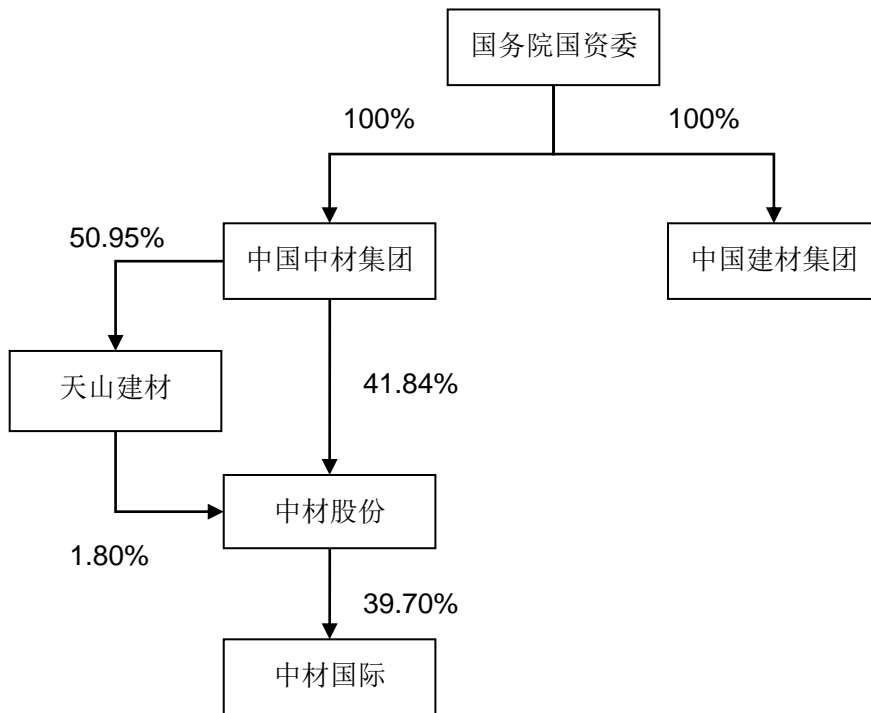 国务院国资委
100%
100%
50.95%
中国中材集团
中国建材集团
天山建材
41.84%
中材股份
1.80%
39.70%
中材国际